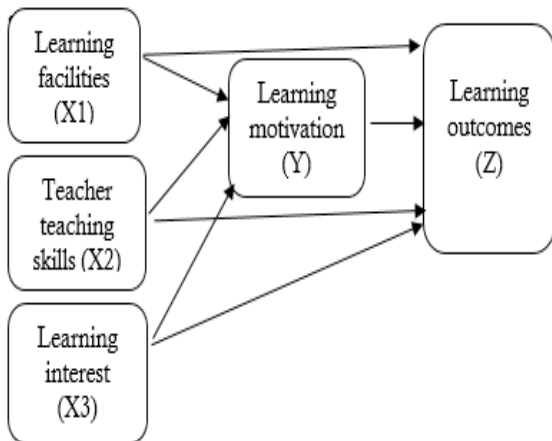 Learning
facilities
(X1)
Learning
motivation
(Y)
Learning
outcomes
(Z)
Teacher
teaching
skills (X2)
Learning
interest
(X3)